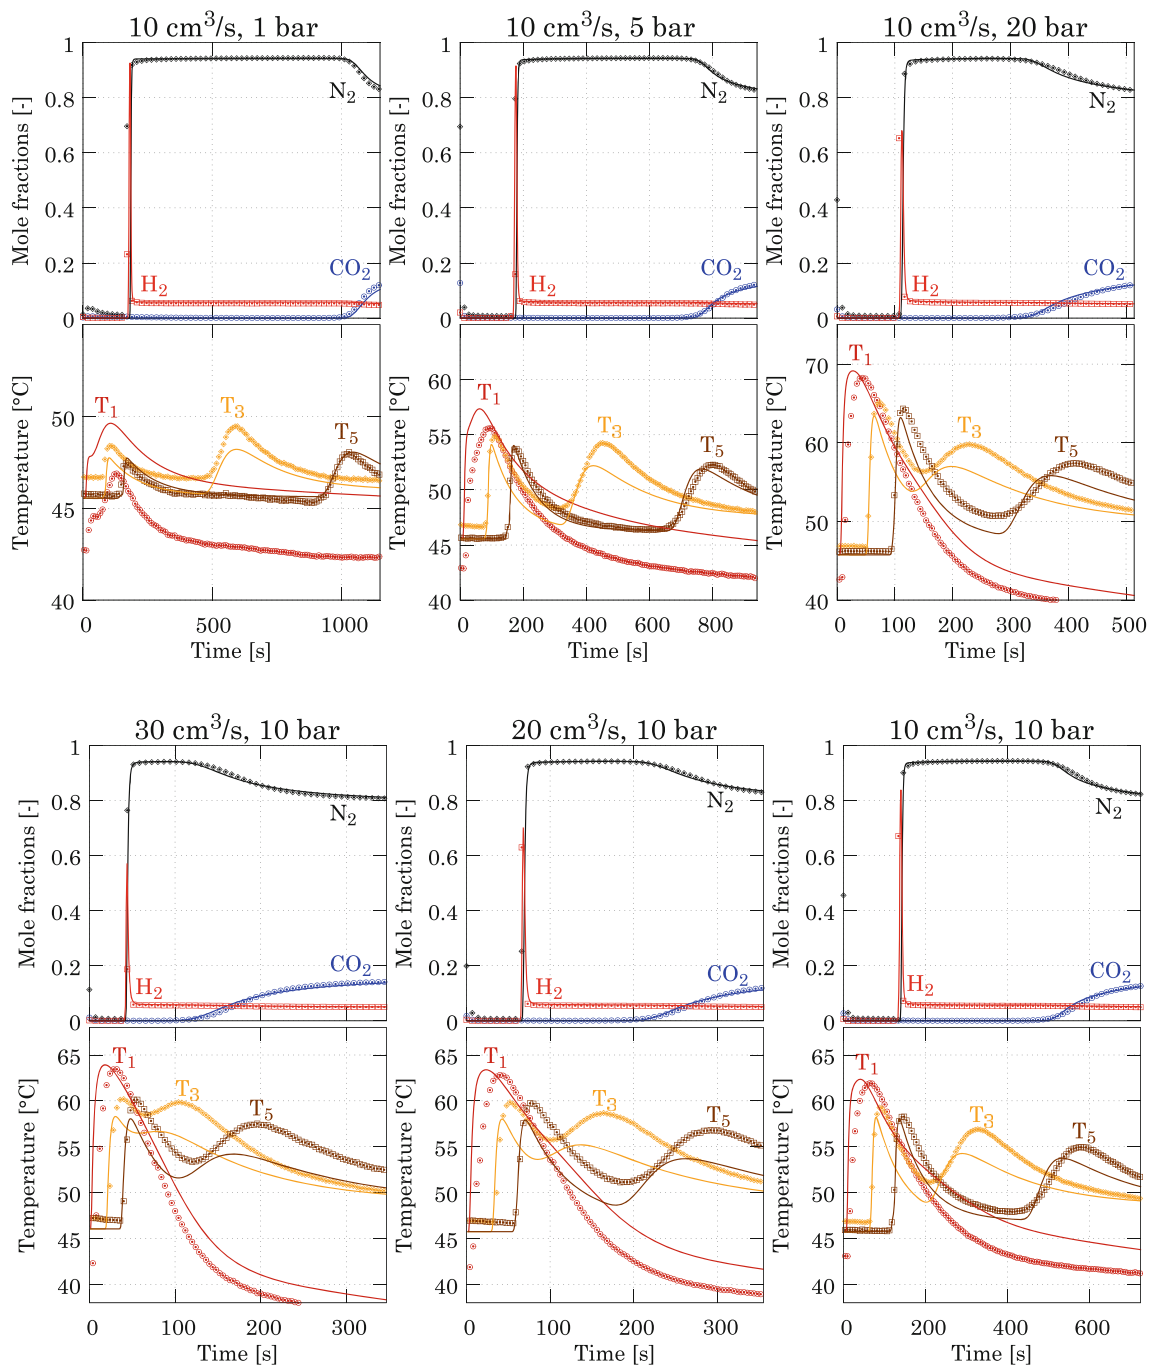 10 cm³/s, 1 bar
Mole fractions [-]
1
0.8
0.6
0.4
0.2
0
N₂
H₂
CO₂
Temperature [°C]
50
45
40
T₁
T₃
T₅
0 500 1000
Time [s]
10 cm³/s, 5 bar
Mole fractions [-]
1
0.8
0.6
0.4
0.2
0
N₂
H₂
CO₂
Temperature [°C]
60
55
50
45
40
T₁
T₃
T₅
0 200 400 600 800
Time [s]
10 cm³/s, 20 bar
Mole fractions [-]
1
0.8
0.6
0.4
0.2
0
N₂
H₂
CO₂
Temperature [°C]
70
60
50
40
T₁
T₃
T₅
0 100 200 300 400 500
Time [s]
30 cm³/s, 10 bar
Mole fractions [-]
1
0.8
0.6
0.4
0.2
0
N₂
H₂
CO₂
Temperature [°C]
65
60
55
50
45
40
T₁
T₃
T₅
0 100 200 300
Time [s]
20 cm³/s, 10 bar
Mole fractions [-]
1
0.8
0.6
0.4
0.2
0
N₂
H₂
CO₂
Temperature [°C]
65
60
55
50
45
40
T₁
T₃
T₅
0 100 200 300
Time [s]
10 cm³/s, 10 bar
Mole fractions [-]
1
0.8
0.6
0.4
0.2
0
N₂
H₂
CO₂
Temperature [°C]
65
60
55
50
45
40
T₁
T₃
T₅
0 200 400 600
Time [s]